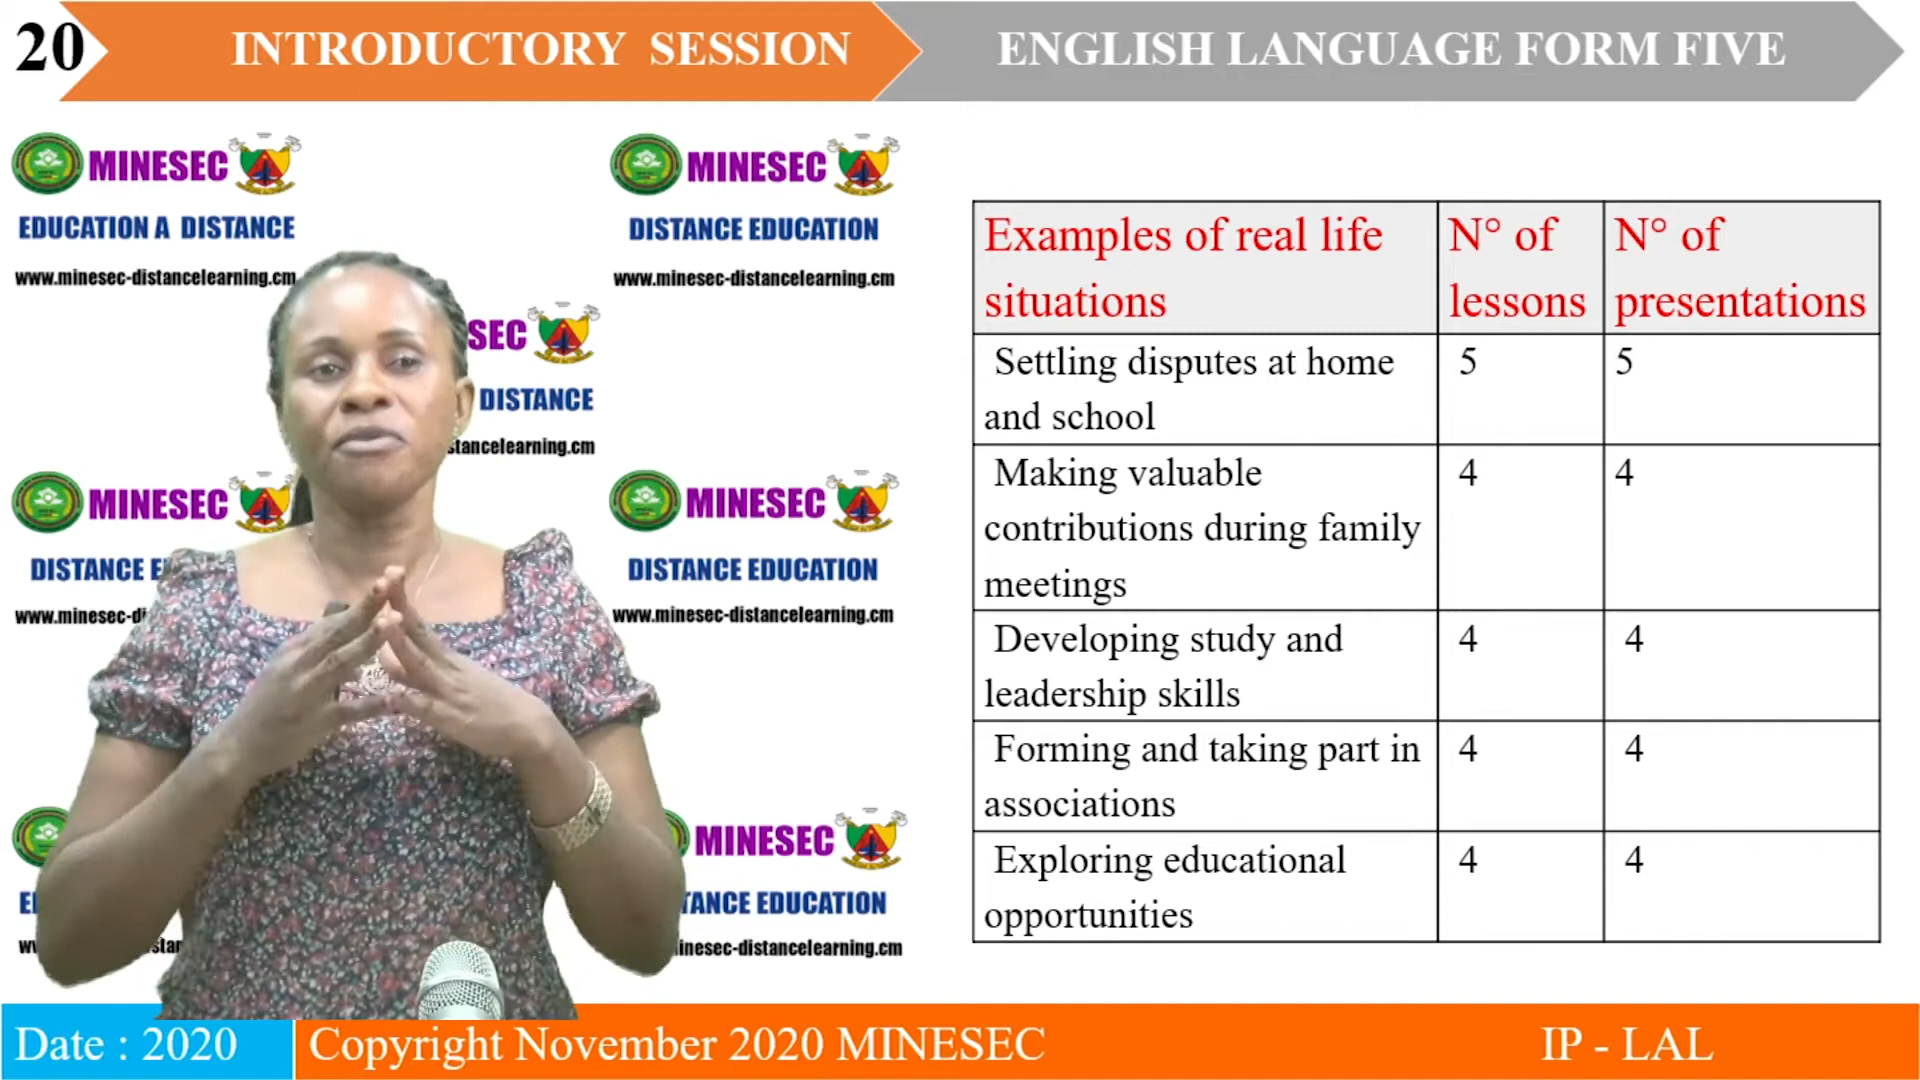 20
INTRODUCTORY SESSION
ENGLISH LANGUAGE FORM FIVE
MINESEC
EDUCATION A DISTANCE
www.minesec-distancelearning.cm
MINESEC
DISTANCE EDUCATION
www.minesec-distancelearning.cm
SEC
DISTANCE
stancelearning.cm
MINESEC
DISTANCE E
www.minesec-di
MINESEC
DISTANCE EDUCATION
www.minesec-distancelearning.cm
MINESEC
TANCE EDUCATION
inesec-distancelearning.cm
Examples of real life situations | N° of lessons | N° of presentations
Settling disputes at home and school | 5 | 5
Making valuable contributions during family meetings | 4 | 4
Developing study and leadership skills | 4 | 4
Forming and taking part in associations | 4 | 4
Exploring educational opportunities | 4 | 4
Date : 2020
Copyright November 2020 MINESEC
IP - LAL